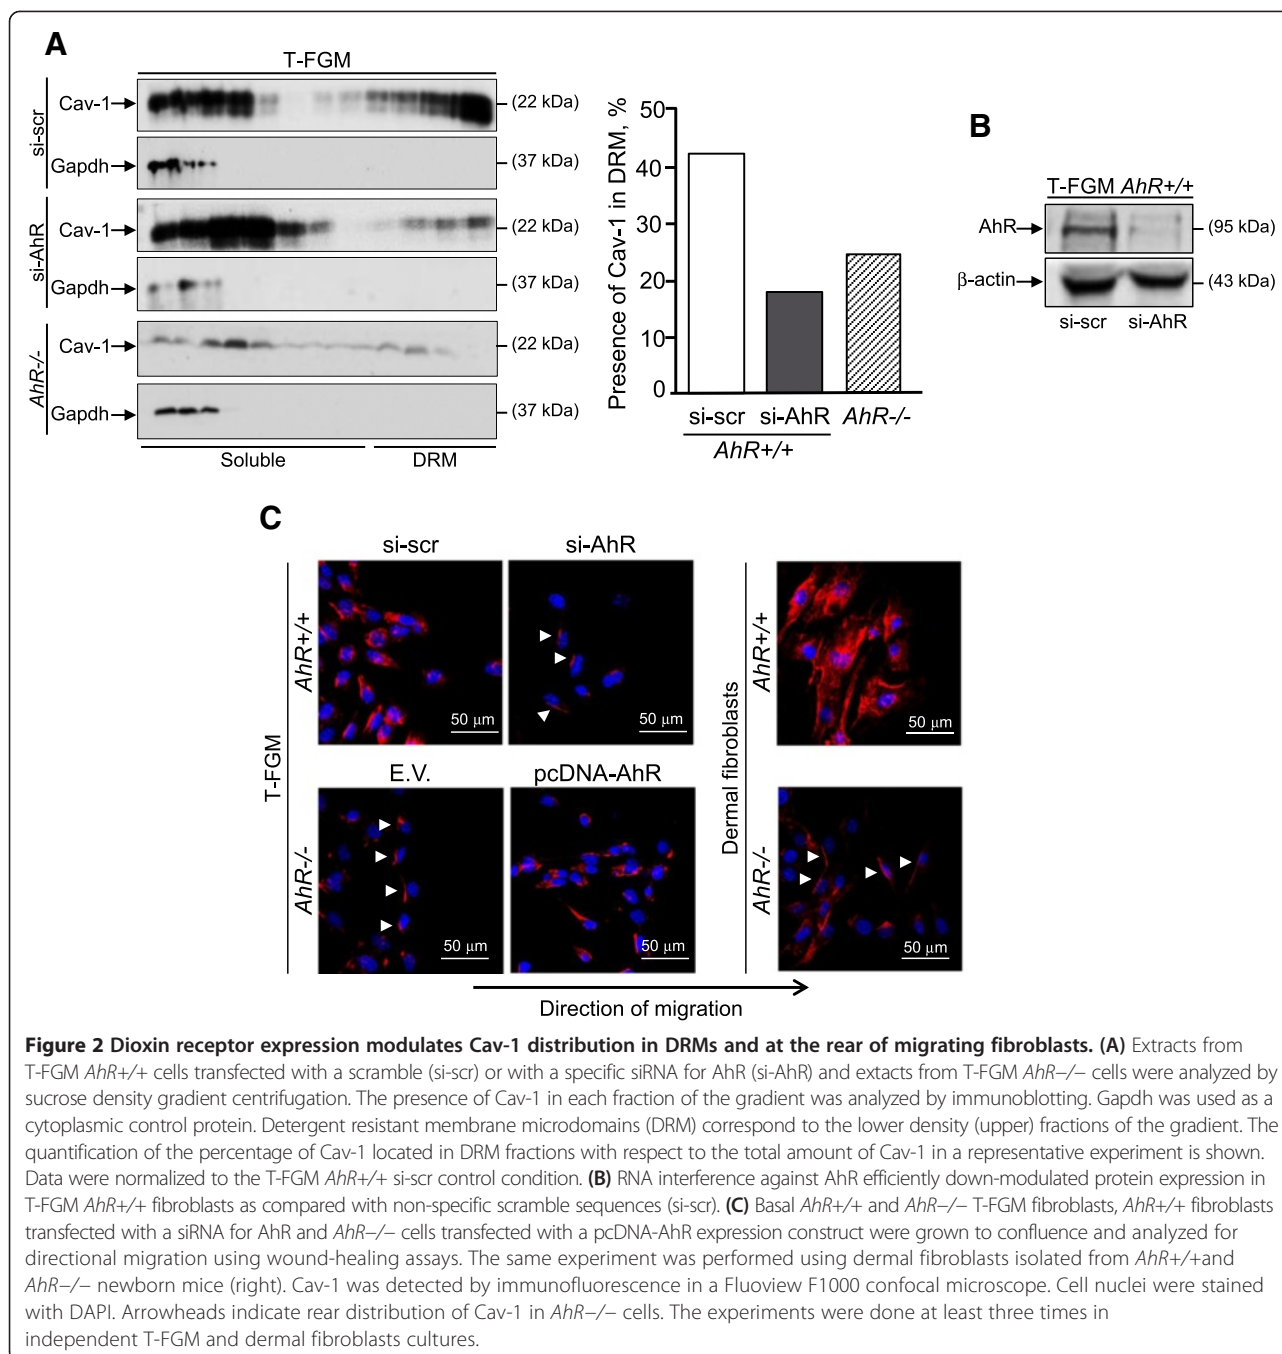 A
T-FGM
si-scr
Cav-1
(22 kDa)
Gapdh
(37 kDa)
si-AhR
Cav-1
(22 kDa)
Gapdh
(37 kDa)
AhR-/-
Cav-1
(22 kDa)
Gapdh
(37 kDa)
Soluble DRM
Presence of Cav-1 in DRM, %
50
40
30
20
10
0
si-scr si-AhR AhR-/-
AhR+/+
B
T-FGM AhR+/+
AhR
(95 kDa)
β-actin
(43 kDa)
si-scr si-AhR
C
si-scr si-AhR
T-FGM
AhR+/+
50 µm
50 µm
E.V. pcDNA-AhR
AhR-/-
50 µm
50 µm
Dermal fibroblasts
AhR+/+
50 µm
AhR-/-
50 µm
Direction of migration
Figure 2 Dioxin receptor expression modulates Cav-1 distribution in DRMs and at the rear of migrating fibroblasts. (A) Extracts from
T-FGM AhR+/+ cells transfected with a scramble (si-scr) or with a specific siRNA for AhR (si-AhR) and extacts from T-FGM AhR−/− cells were analyzed by
sucrose density gradient centrifugation. The presence of Cav-1 in each fraction of the gradient was analyzed by immunoblotting. Gapdh was used as a
cytoplasmic control protein. Detergent resistant membrane microdomains (DRM) correspond to the lower density (upper) fractions of the gradient. The
quantification of the percentage of Cav-1 located in DRM fractions with respect to the total amount of Cav-1 in a representative experiment is shown.
Data were normalized to the T-FGM AhR+/+ si-scr control condition. (B) RNA interference against AhR efficiently down-modulated protein expression in
T-FGM AhR+/+ fibroblasts as compared with non-specific scramble sequences (si-scr). (C) Basal AhR+/+ and AhR−/− T-FGM fibroblasts, AhR+/+ fibroblasts
transfected with a siRNA for AhR and AhR−/− cells transfected with a pcDNA-AhR expression construct were grown to confluence and analyzed for
directional migration using wound-healing assays. The same experiment was performed using dermal fibroblasts isolated from AhR+/+and
AhR−/− newborn mice (right). Cav-1 was detected by immunofluorescence in a Fluoview F1000 confocal microscope. Cell nuclei were stained
with DAPI. Arrowheads indicate rear distribution of Cav-1 in AhR−/− cells. The experiments were done at least three times in
independent T-FGM and dermal fibroblasts cultures.